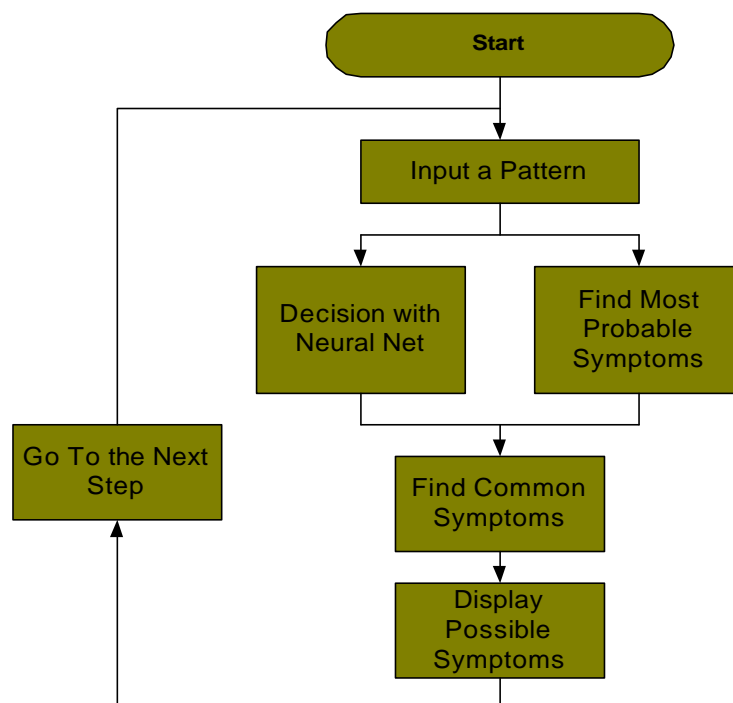 Start
Input a Pattern
Decision with
Neural Net
Find Most
Probable
Symptoms
Go To the Next
Step
Find Common
Symptoms
Display
Possible
Symptoms